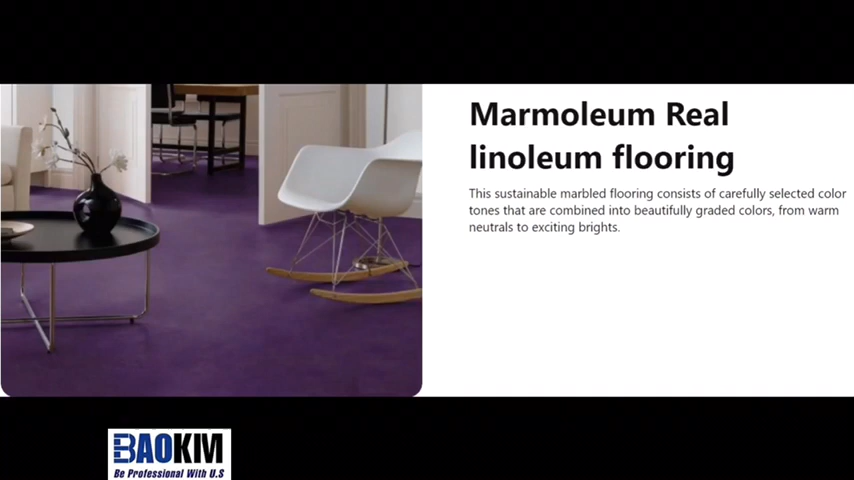 Marmoleum Real
linoleum flooring
This sustainable marbled flooring consists of carefully selected color
tones that are combined into beautifully graded colors, from warm
neutrals to exciting brights.
BAOKIM
Be Professional With U.S